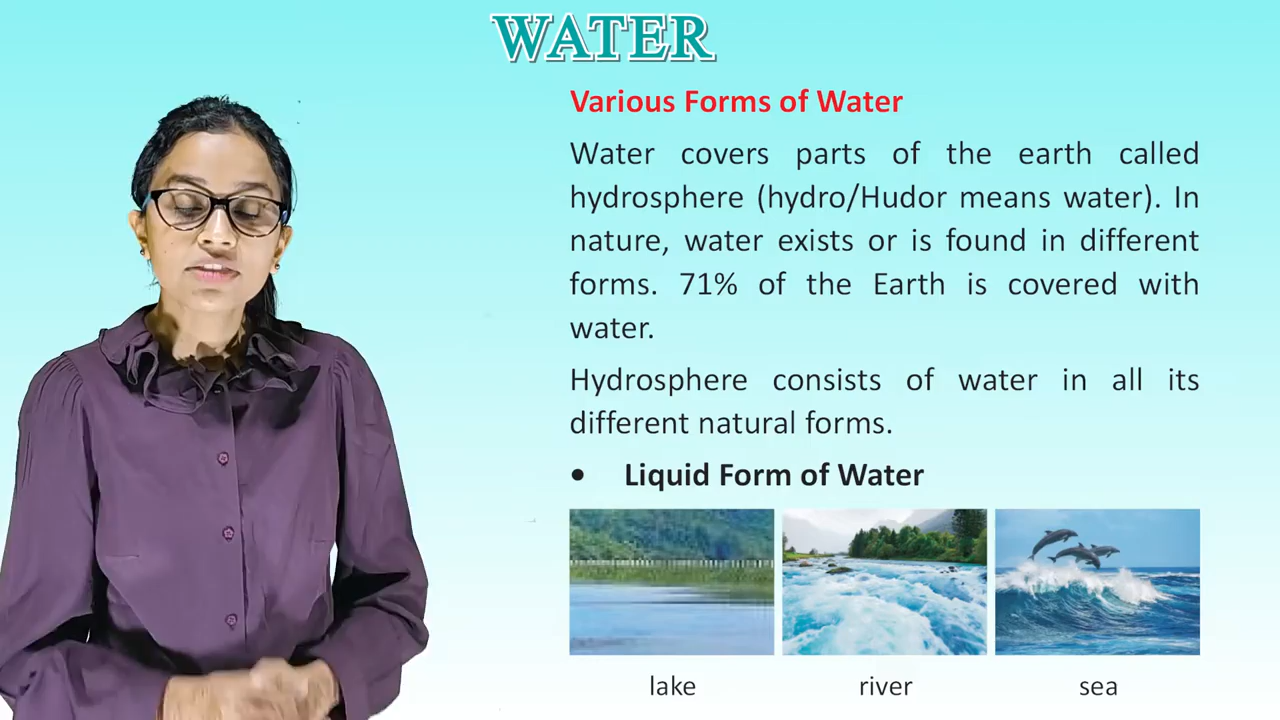 WATER
Various Forms of Water
Water covers parts of the earth called
hydrosphere (hydro/Hudor means water). In
nature, water exists or is found in different
forms. 71% of the Earth is covered with
water.
Hydrosphere consists of water in all its
different natural forms.
• Liquid Form of Water
lake river sea